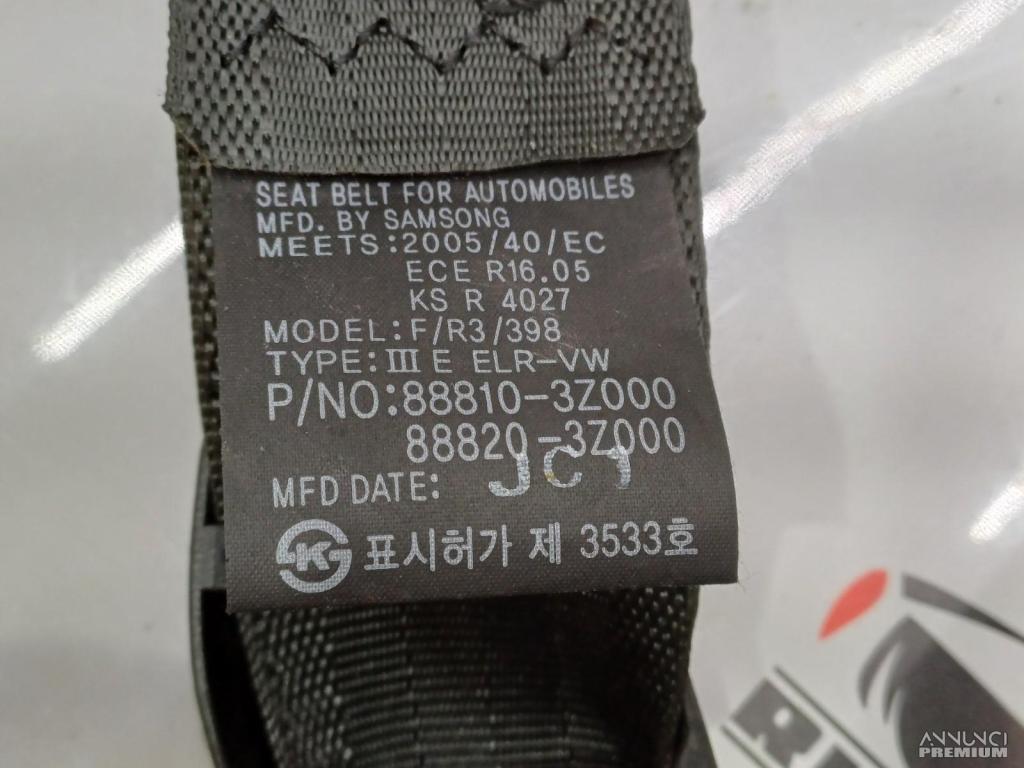 SEAT BELT FOR AUTOMOBILES
MFD. BY SAMSONG
MEETS:2005/40/EC
ECE R16.05
KS R 4027
MODEL:F/R3/398
TYPE:III E ELR-VW
P/NO:88810-3Z000
88820-3Z000
MFD DATE: JC1
표시허가 제 3533호
ANNUNCI
PREMIUM